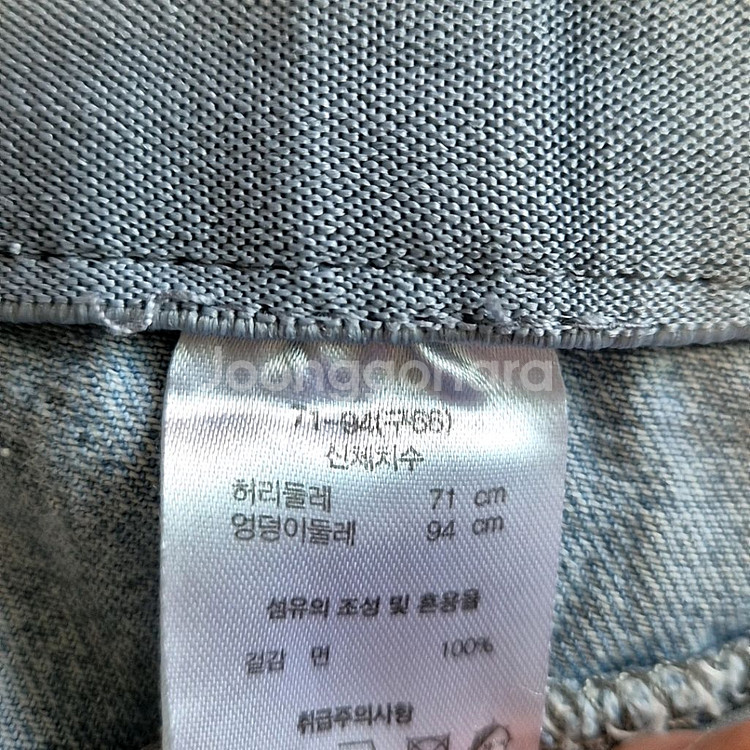 Joonggonara
71-94(구66)
신체치수
허리둘레 71 cm
엉덩이둘레 94 cm
섬유의 조성 및 혼용율
겉감 면 100%
취급주의사항